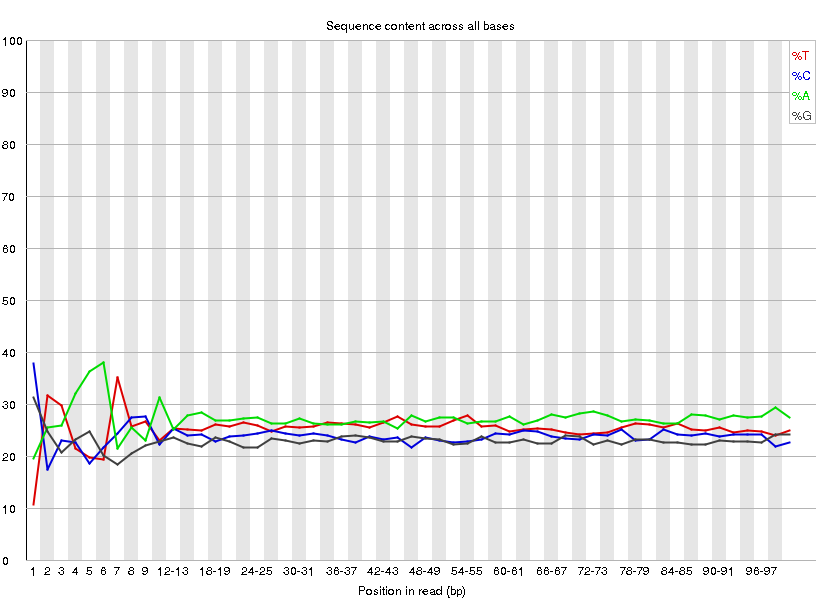 Sequence content across all bases
100
90
80
70
60
50
40
30
20
10
0
%T
%C
%A
%G
1 2 3 4 5 6 7 8 9 12-13 18-19 24-25 30-31 36-37 42-43 48-49 54-55 60-61 66-67 72-73 78-79 84-85 90-91 96-97
Position in read (bp)